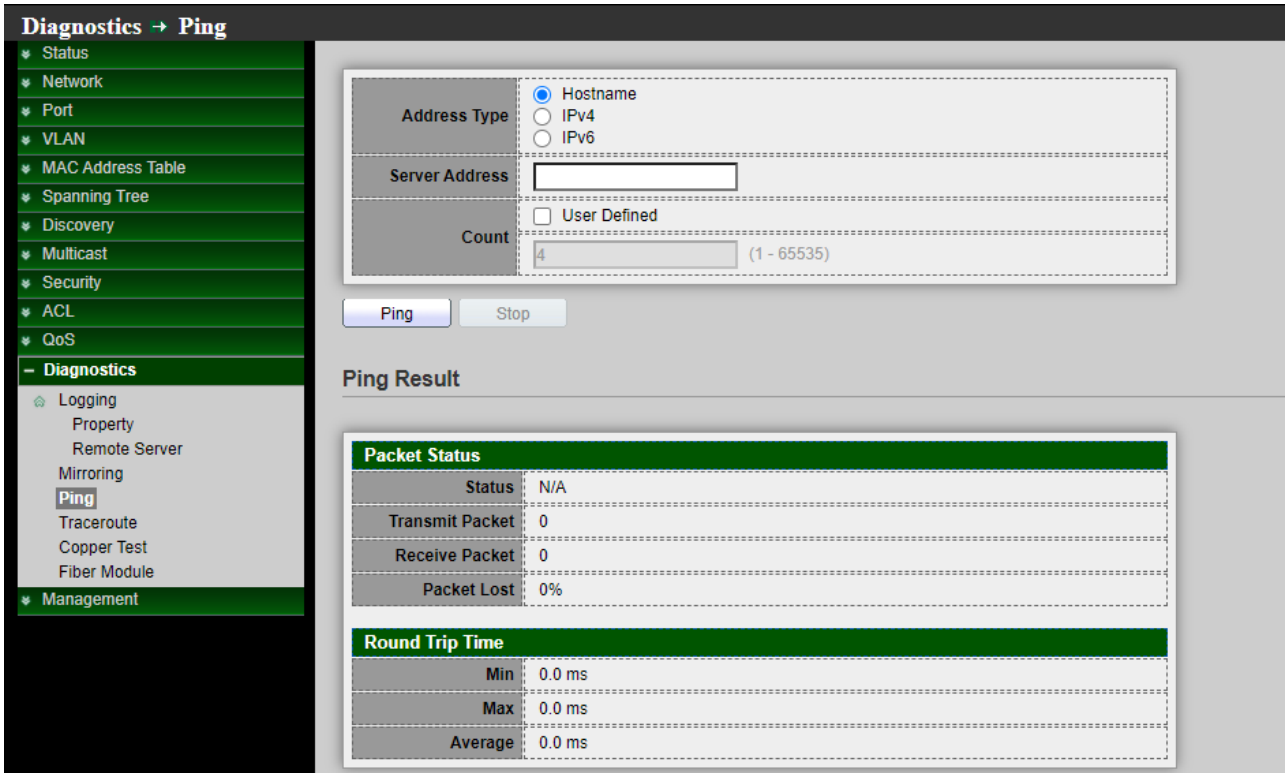 Diagnostics → Ping
Status
Network
Port
VLAN
MAC Address Table
Spanning Tree
Discovery
Multicast
Security
ACL
QoS
Diagnostics
Logging
Property
Remote Server
Mirroring
Ping
Traceroute
Copper Test
Fiber Module
Management
Address Type
Hostname
IPv4
IPv6
Server Address
Count
User Defined
4 (1 - 65535)
Ping Stop
Ping Result
Packet Status
Status N/A
Transmit Packet 0
Receive Packet 0
Packet Lost 0%
Round Trip Time
Min 0.0 ms
Max 0.0 ms
Average 0.0 ms